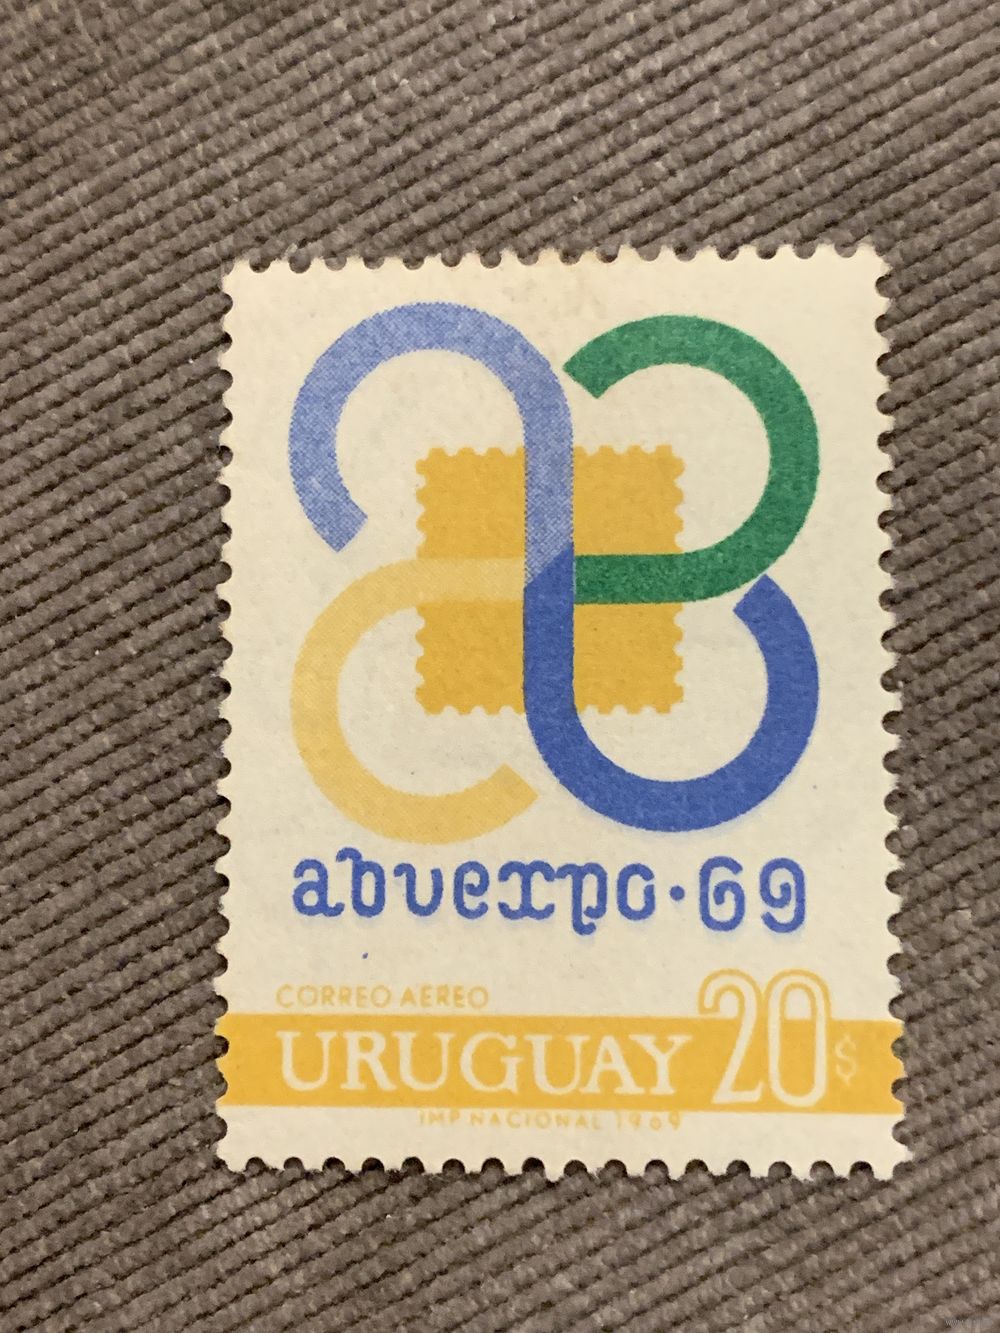 abuexpo·69
CORREO AEREO
URUGUAY 20 $
IMP NACIONAL 1969